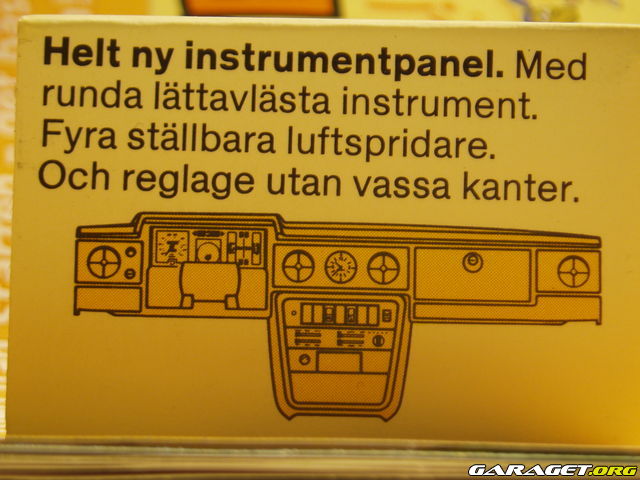 Helt ny instrumentpanel. Med
runda lättavlästa instrument.
Fyra ställbara luftspridare.
Och reglage utan vassa kanter.
GARAGET.ORG